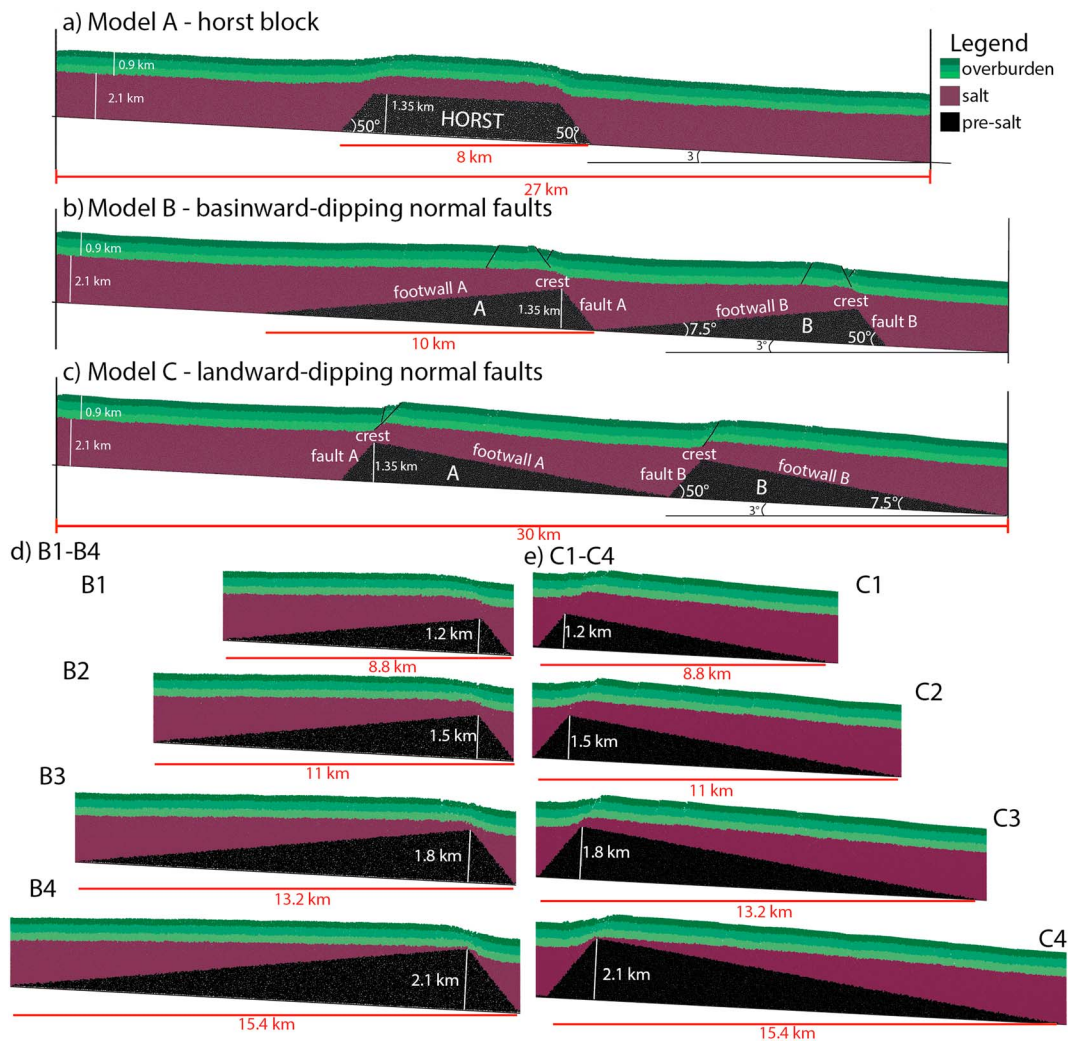 a) Model A - horst block
Legend
overburden
salt
pre-salt
0.9 km
2.1 km
1.35 km
HORST
50°
50°
8 km
3
27 km
b) Model B - basinward-dipping normal faults
0.9 km
2.1 km
footwall A
crest
fault A
A
1.35 km
footwall B
crest
fault B
B
7.5°
50°
10 km
3°
c) Model C - landward-dipping normal faults
0.9 km
2.1 km
crest
fault A
1.35 km
footwall A
A
crest
fault B
footwall B
B
50°
7.5°
3°
30 km
d) B1-B4
e) C1-C4
B1
1.2 km
8.8 km
C1
1.2 km
8.8 km
B2
1.5 km
11 km
C2
1.5 km
11 km
B3
1.8 km
13.2 km
C3
1.8 km
13.2 km
B4
2.1 km
15.4 km
C4
2.1 km
15.4 km